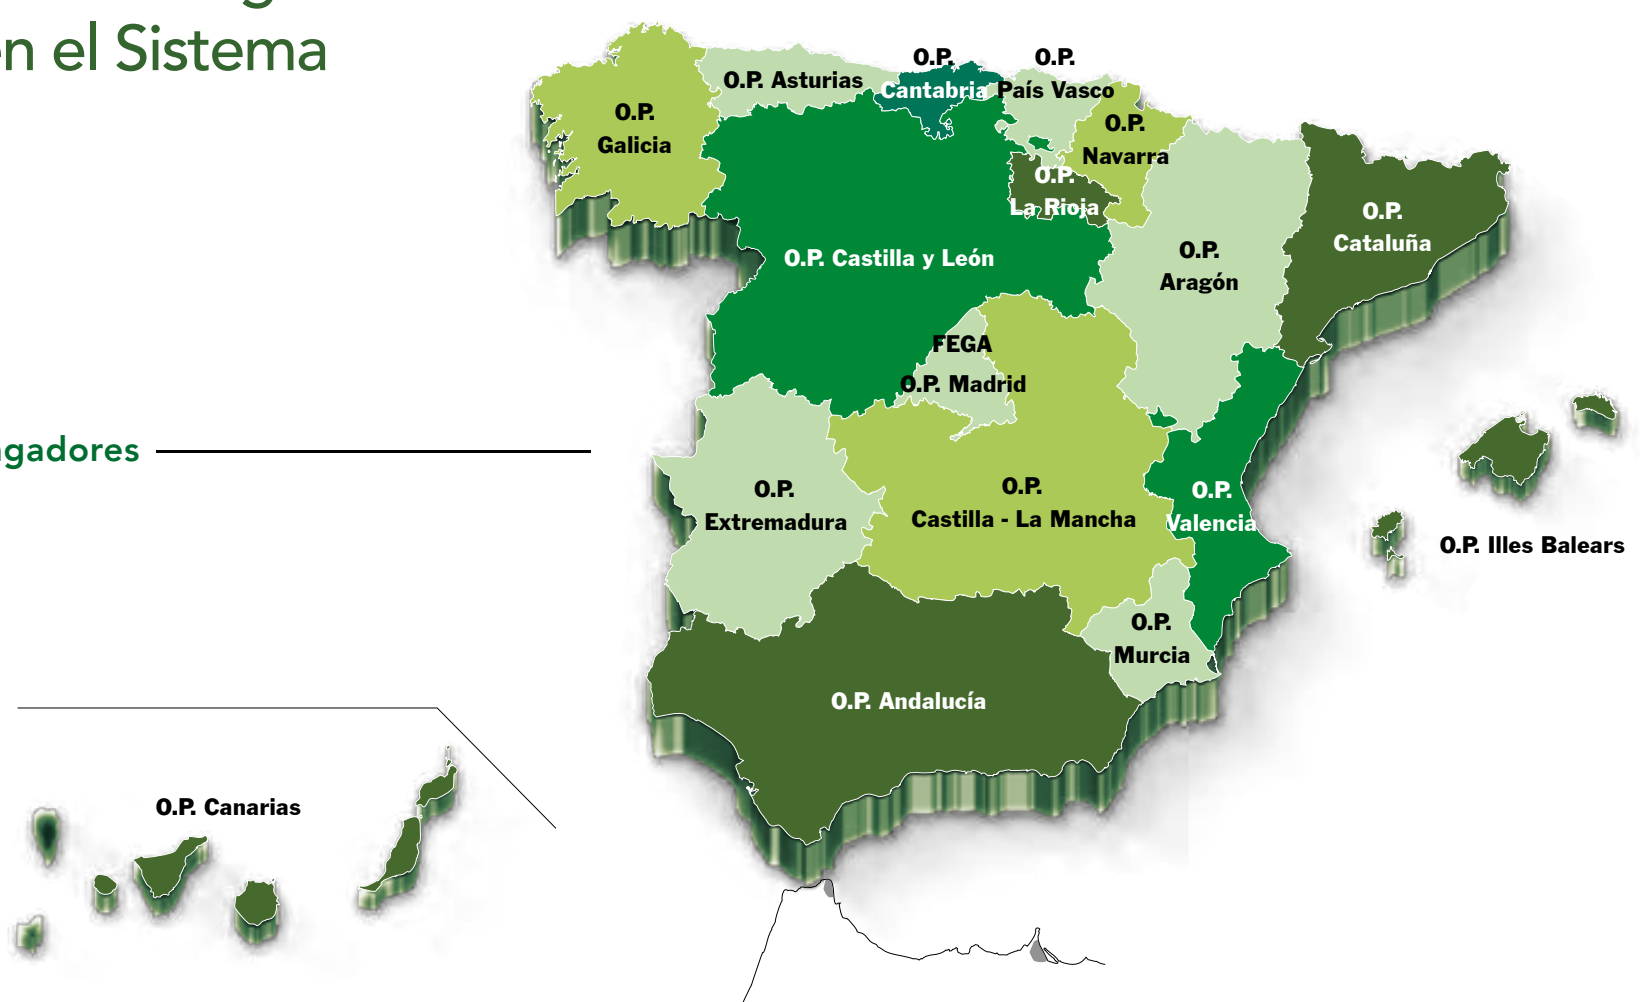 en el Sistema
O.P. Asturias
O.P.
Cantabria
O.P.
País Vasco
O.P.
Galicia
O.P.
Navarra
O.P.
La Rioja
O.P.
Cataluña
O.P. Castilla y León
O.P.
Aragón
FEGA
O.P. Madrid
O.P.
Extremadura
O.P.
Castilla - La Mancha
O.P.
Valencia
O.P. Illes Balears
O.P.
Murcia
O.P. Andalucía
O.P. Canarias